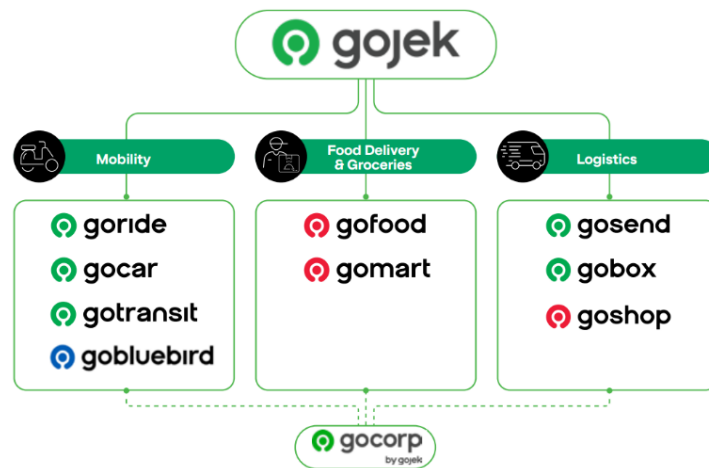 gojek
Mobility
Food Delivery
& Groceries
Logistics
goride
gocar
gotransit
gobluebird
gofood
gomart
gosend
gobox
goshop
gocorp
by gojek